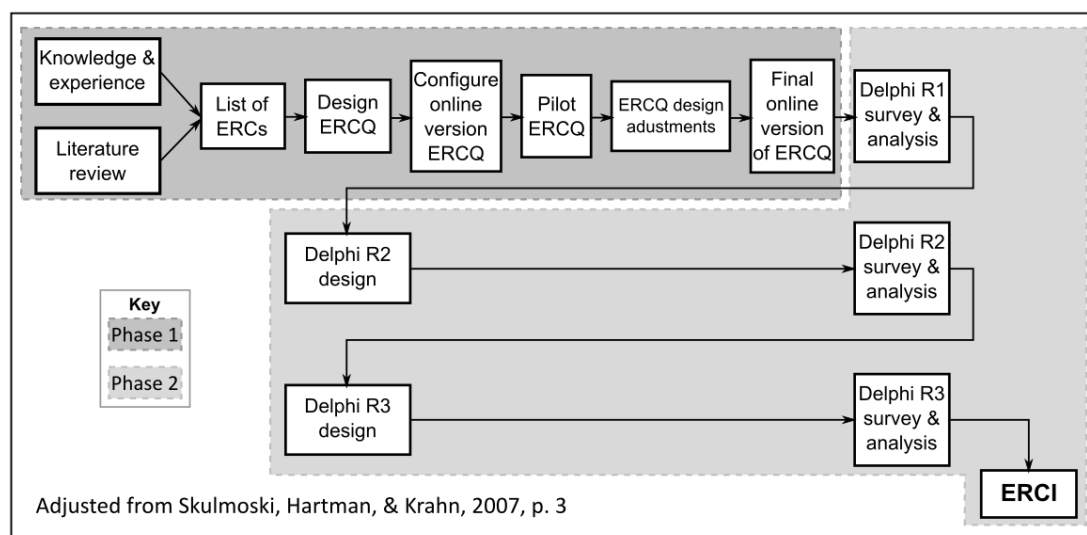 Knowledge &
experience
Literature
review
List of
ERCs
Design
ERCQ
Configure
online
version
ERCQ
Pilot
ERCQ
ERCQ design
adustments
Final
online
version
of ERCQ
Delphi R1
survey &
analysis
Delphi R2
design
Delphi R2
survey &
analysis
Key
Phase 1
Phase 2
Delphi R3
design
Delphi R3
survey &
analysis
ERCI
Adjusted from Skulmoski, Hartman, & Krahn, 2007, p. 3